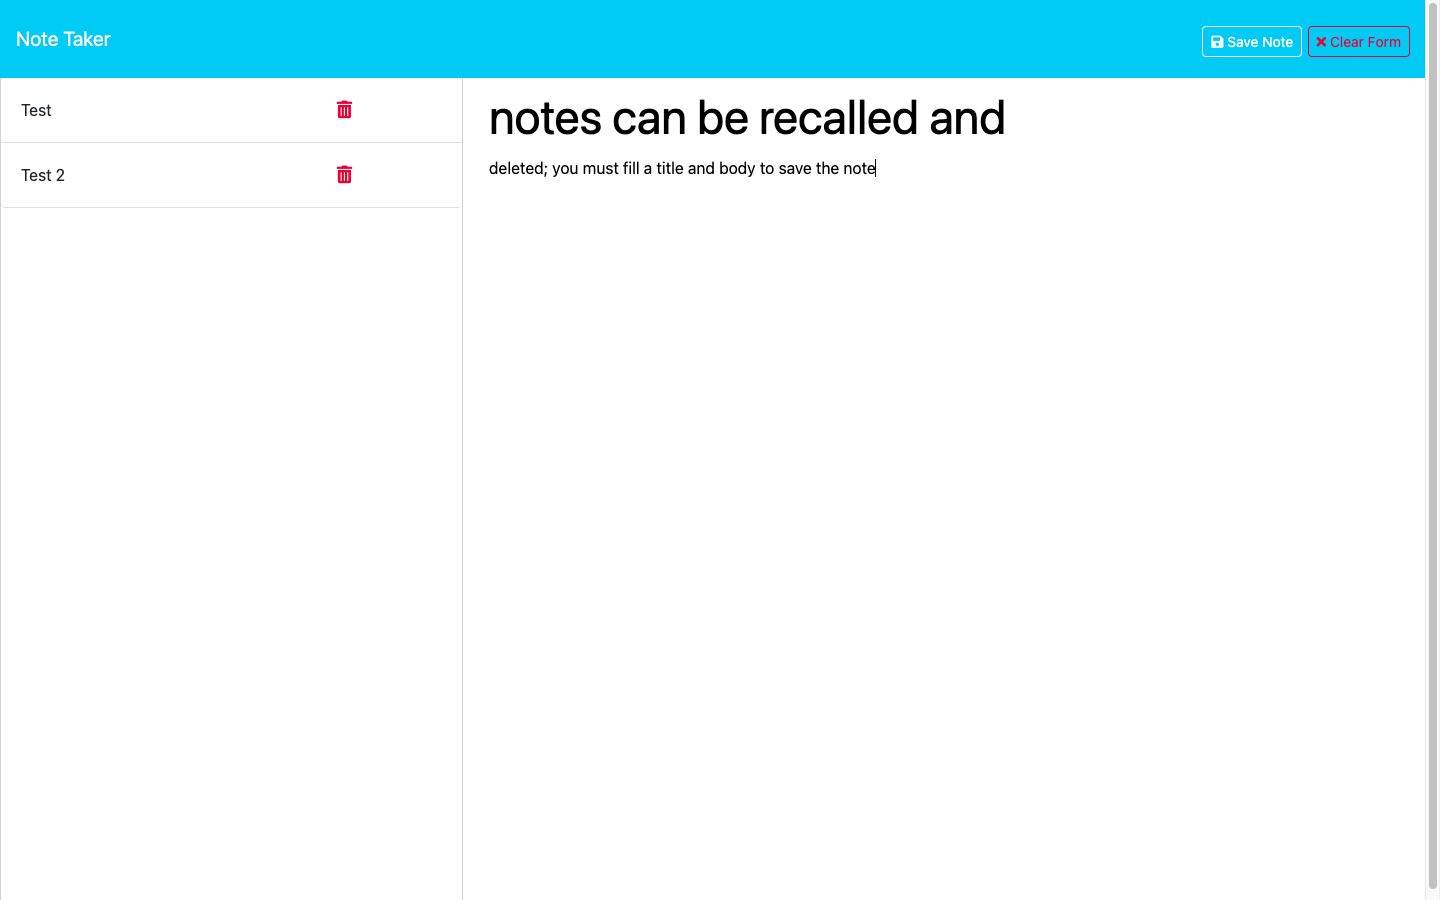 Note Taker
Save Note
Clear Form
Test
Test 2
notes can be recalled and
deleted; you must fill a title and body to save the note